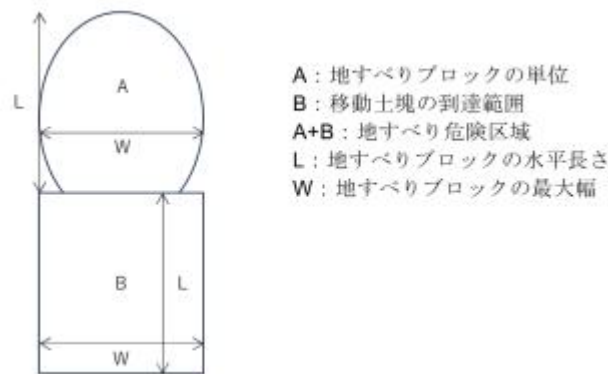 A
L
W
B
L
W
A：地すべりブロックの単位
B：移動土塊の到達範囲
A+B：地すべり危険区域
L：地すべりブロックの水平長さ
W：地すべりブロックの最大幅